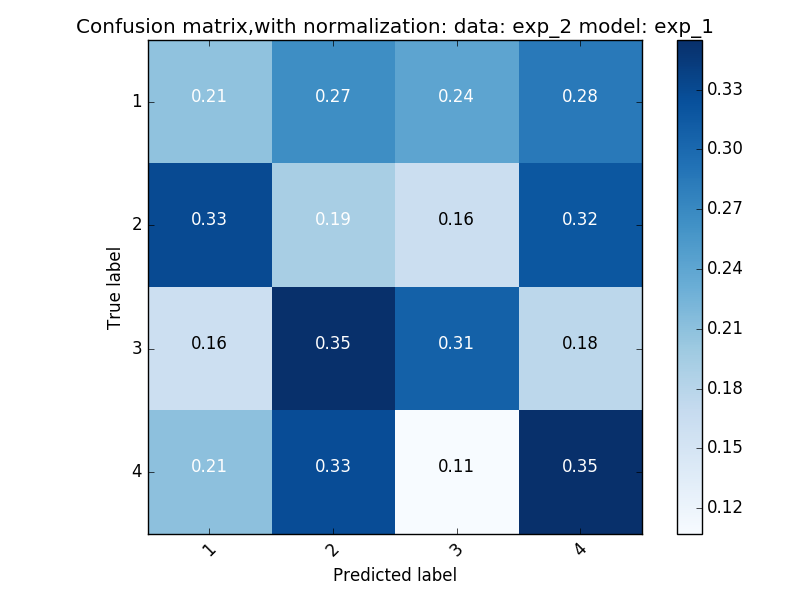 Confusion matrix,with normalization: data: exp_2 model: exp_1
True label
1 0.21 0.27 0.24 0.28
2 0.33 0.19 0.16 0.32
3 0.16 0.35 0.31 0.18
4 0.21 0.33 0.11 0.35
1 2 3 4
Predicted label
0.33
0.30
0.27
0.24
0.21
0.18
0.15
0.12